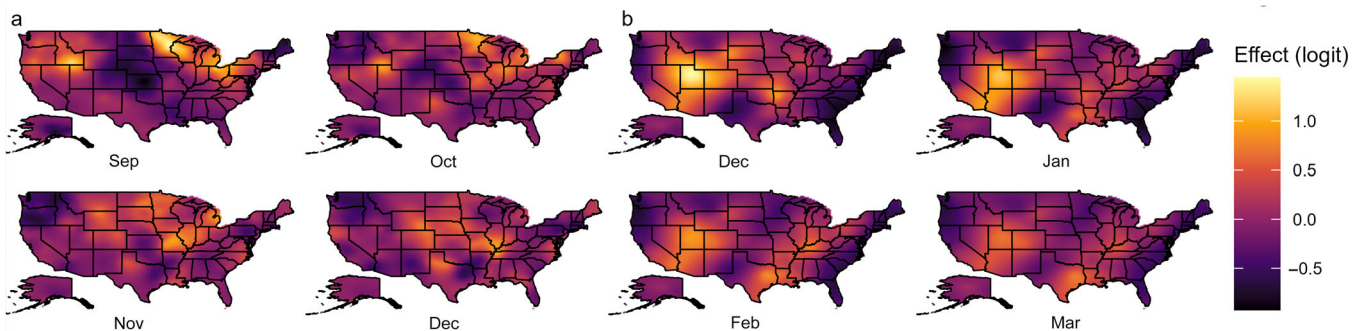 a
b
Effect (logit)
1.0
0.5
0.0
−0.5
Sep
Oct
Dec
Jan
Nov
Dec
Feb
Mar